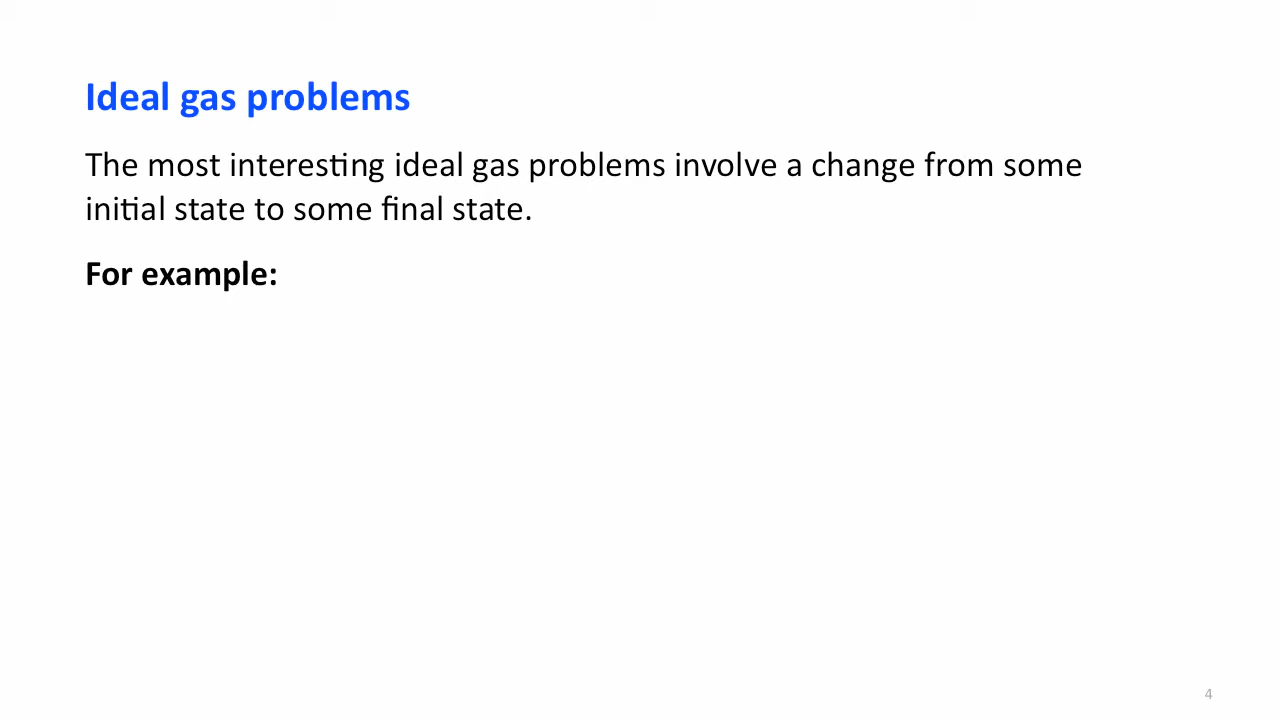 Ideal gas problems
The most interesting ideal gas problems involve a change from some
initial state to some final state.
For example:
4